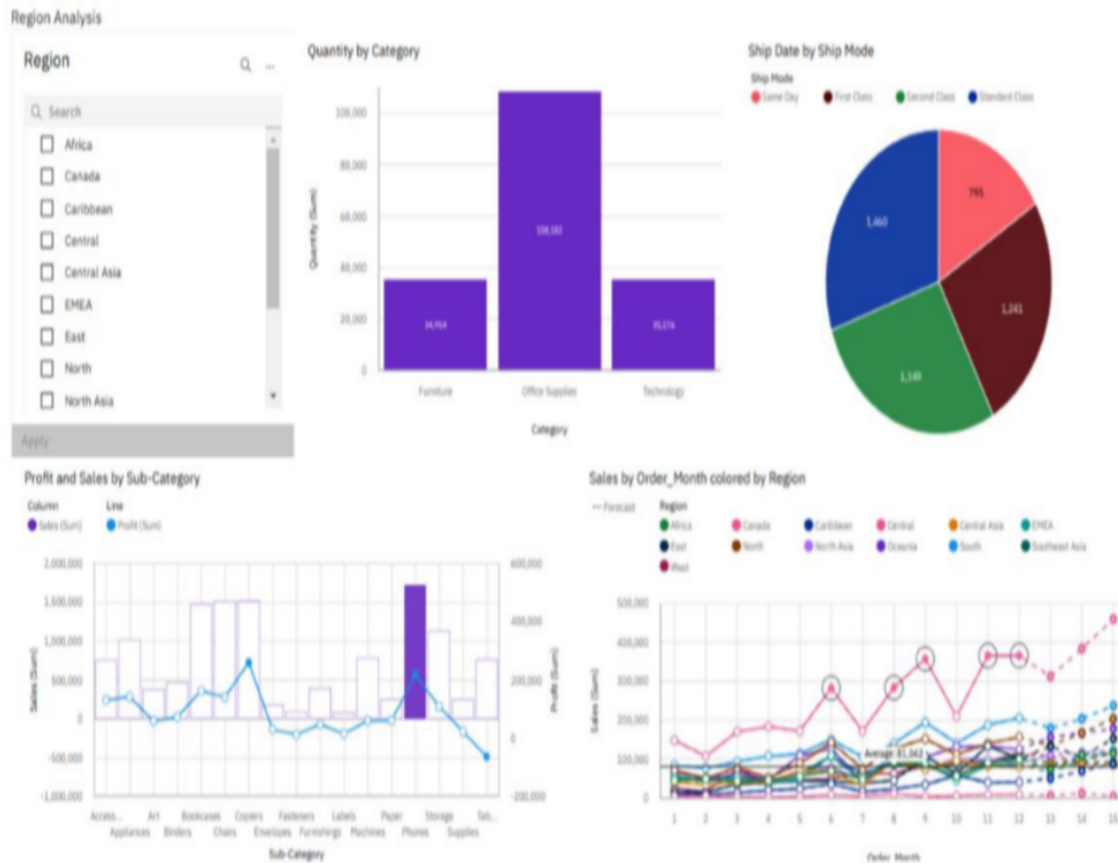 Region Analysis
Region
Search
Africa
Canada
Caribbean
Central
Central Asia
EMEA
East
North
North Asia
Apply
Quantity by Category
Quantity (Sum)
100,000
80,000
60,000
40,000
20,000
0
34,914
108,182
35,176
Furniture Office Supplies Technology
Category
Ship Date by Ship Mode
Ship Mode
Same Day First Class Second Class Standard Class
795
1,460
1,241
1,349
Profit and Sales by Sub-Category
Column Line
Sales (Sum) Profit (Sum)
Sales (Sum)
2,000,000
1,500,000
1,000,000
500,000
0
-500,000
-1,000,000
600,000
400,000
200,000
0
-200,000
Profit (Sum)
Access... Art Bookcases Copiers Fasteners Labels Paper Storage Tab...
Appliances Binders Chairs Envelopes Furnishings Machines Phones Supplies
Sub-Category
Sales by Order_Month colored by Region
Forecast
Region
Africa Canada Caribbean Central Central Asia EMEA
East North North Asia Oceania South Southeast Asia
West
Sales (Sum)
500,000
400,000
300,000
200,000
100,000
0
1 2 3 4 5 6 7 8 9 10 11 12 13 14 15
Order_Month